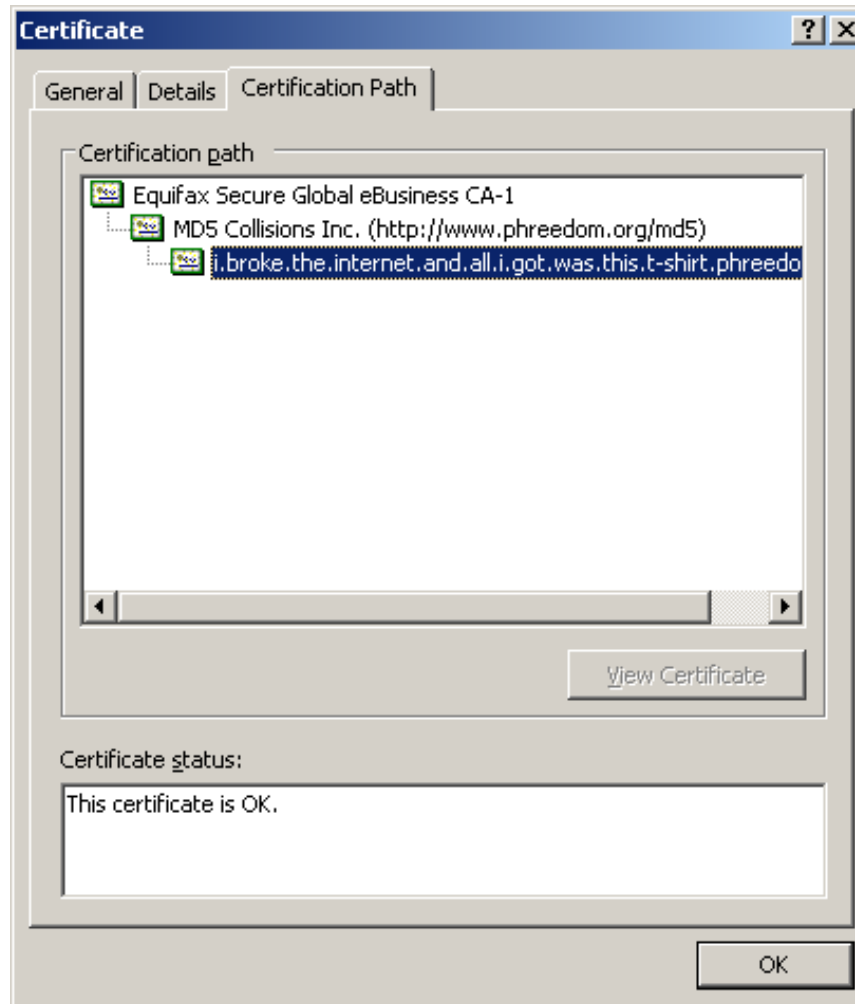 Certificate
General Details Certification Path
Certification path
Equifax Secure Global eBusiness CA-1
MD5 Collisions Inc. (http://www.phreedom.org/md5)
i.broke.the.internet.and.all.i.got.was.this.t-shirt.phreedo
View Certificate
Certificate status:
This certificate is OK.
OK